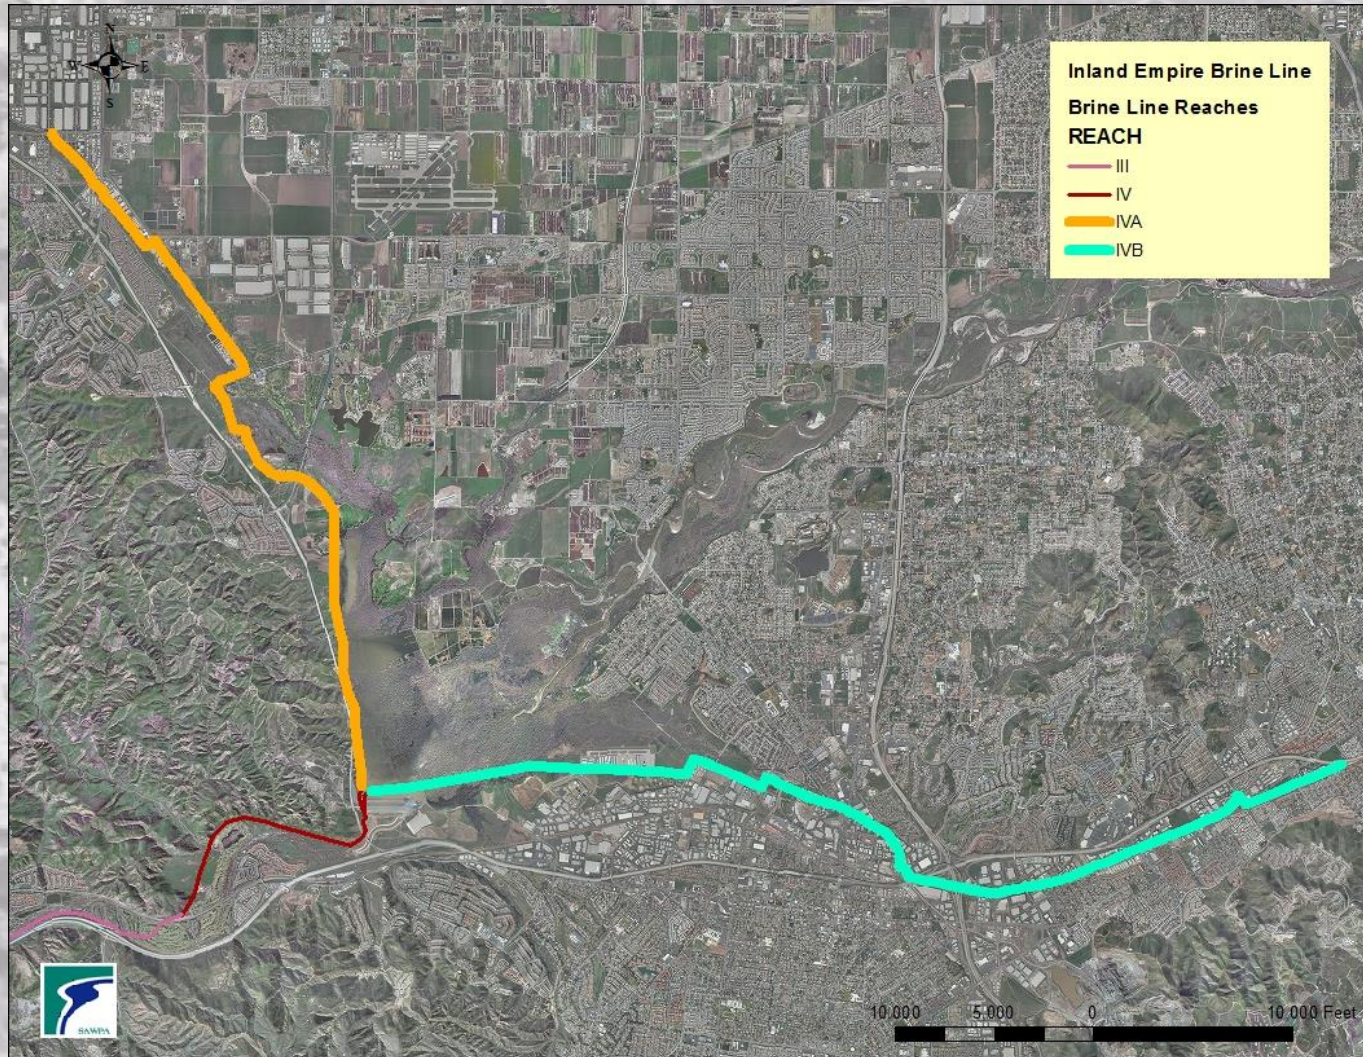 N
W E
S
Inland Empire Brine Line
Brine Line Reaches
REACH
III
IV
IVA
IVB
SAWPA
10,000 5,000 0 10,000 Feet